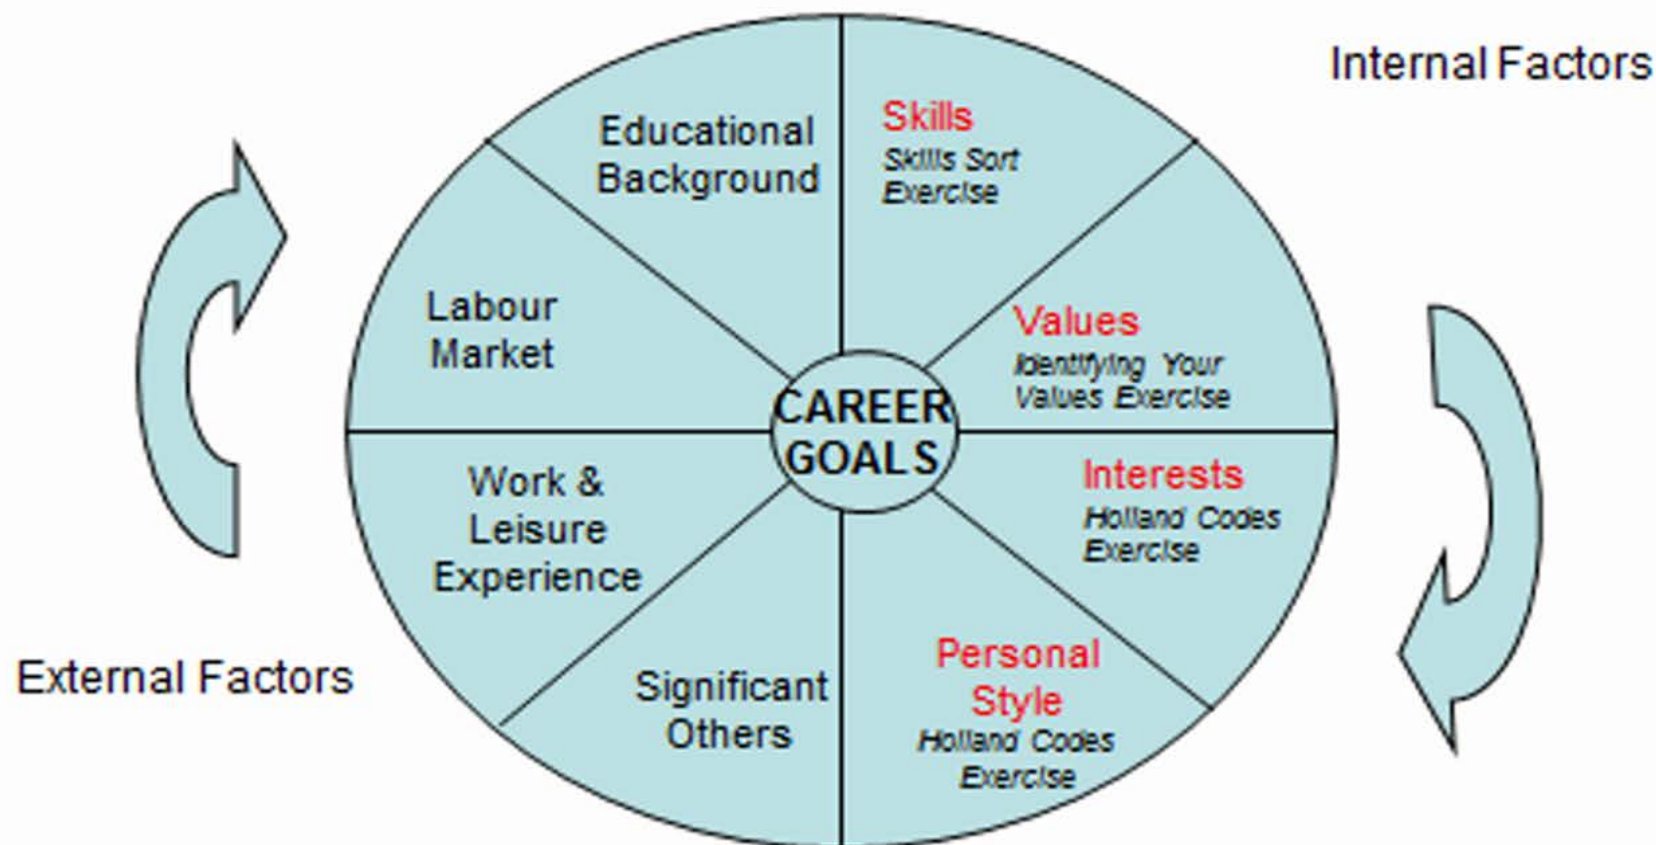 Internal Factors
Educational
Background
Skills
Skills Sort
Exercise
Labour
Market
Values
Identifying Your
Values Exercise
CAREER
GOALS
Work &
Leisure
Experience
Interests
Holland Codes
Exercise
External Factors
Significant
Others
Personal
Style
Holland Codes
Exercise